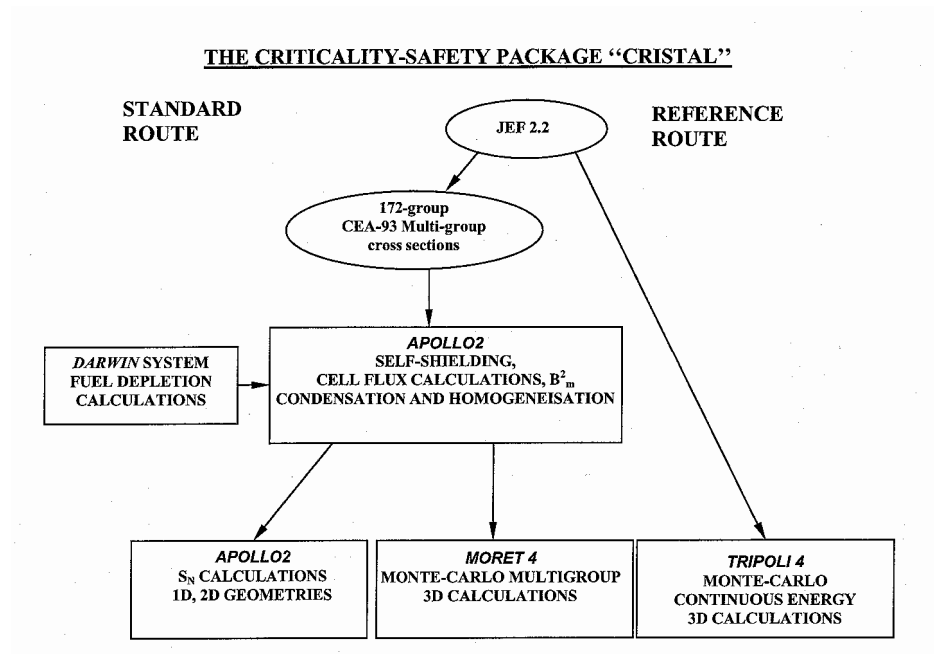 THE CRITICALITY-SAFETY PACKAGE “CRISTAL”
STANDARD
ROUTE
JEF 2.2
REFERENCE
ROUTE
172-group
CEA-93 Multi-group
cross sections
DARWIN SYSTEM
FUEL DEPLETION
CALCULATIONS
APOLLO2
SELF-SHIELDING,
CELL FLUX CALCULATIONS, B²ₘ
CONDENSATION AND HOMOGENEISATION
APOLLO2
Sₙ CALCULATIONS
1D, 2D GEOMETRIES
MORET 4
MONTE-CARLO MULTIGROUP
3D CALCULATIONS
TRIPOLI 4
MONTE-CARLO
CONTINUOUS ENERGY
3D CALCULATIONS